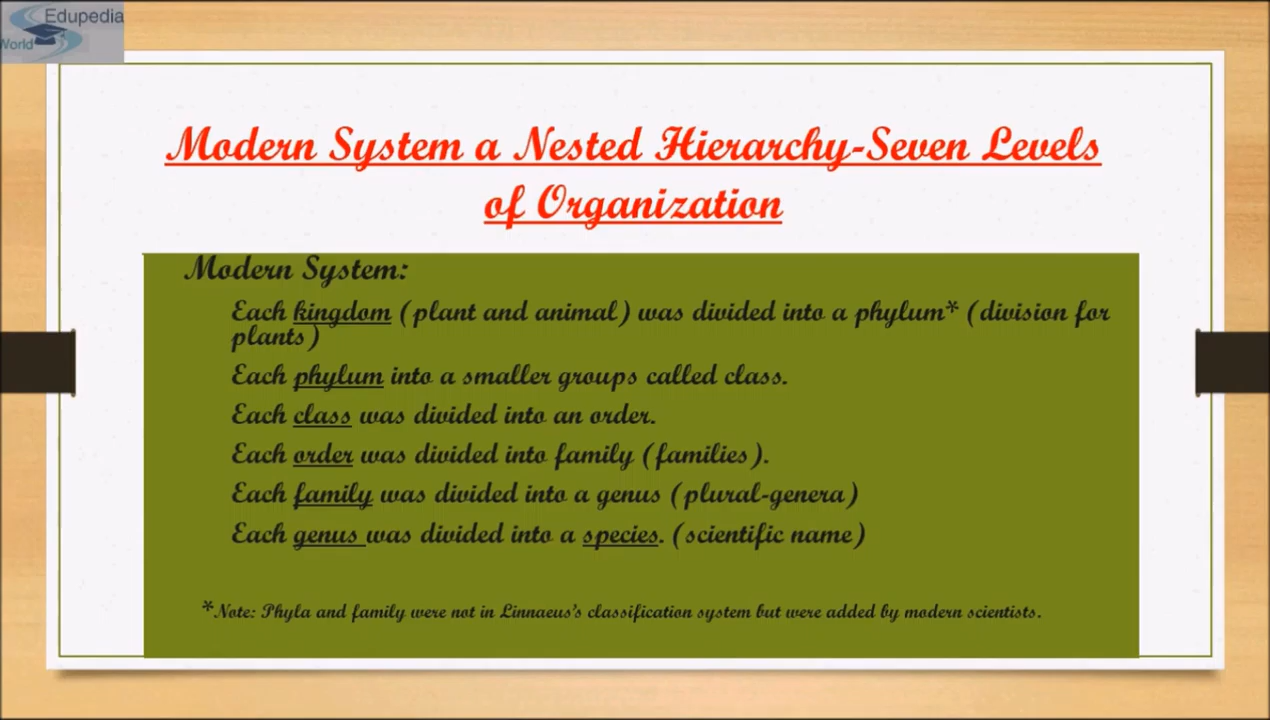 Edupedia
World
Modern System a Nested Hierarchy-Seven Levels
of Organization
Modern System:
Each kingdom (plant and animal) was divided into a phylum* (division for
plants)
Each phylum into a smaller groups called class.
Each class was divided into an order.
Each order was divided into family (families).
Each family was divided into a genus (plural-genera)
Each genus was divided into a species. (scientific name)
*Note: Phyla and family were not in Linnaeus's classification system but were added by modern scientists.